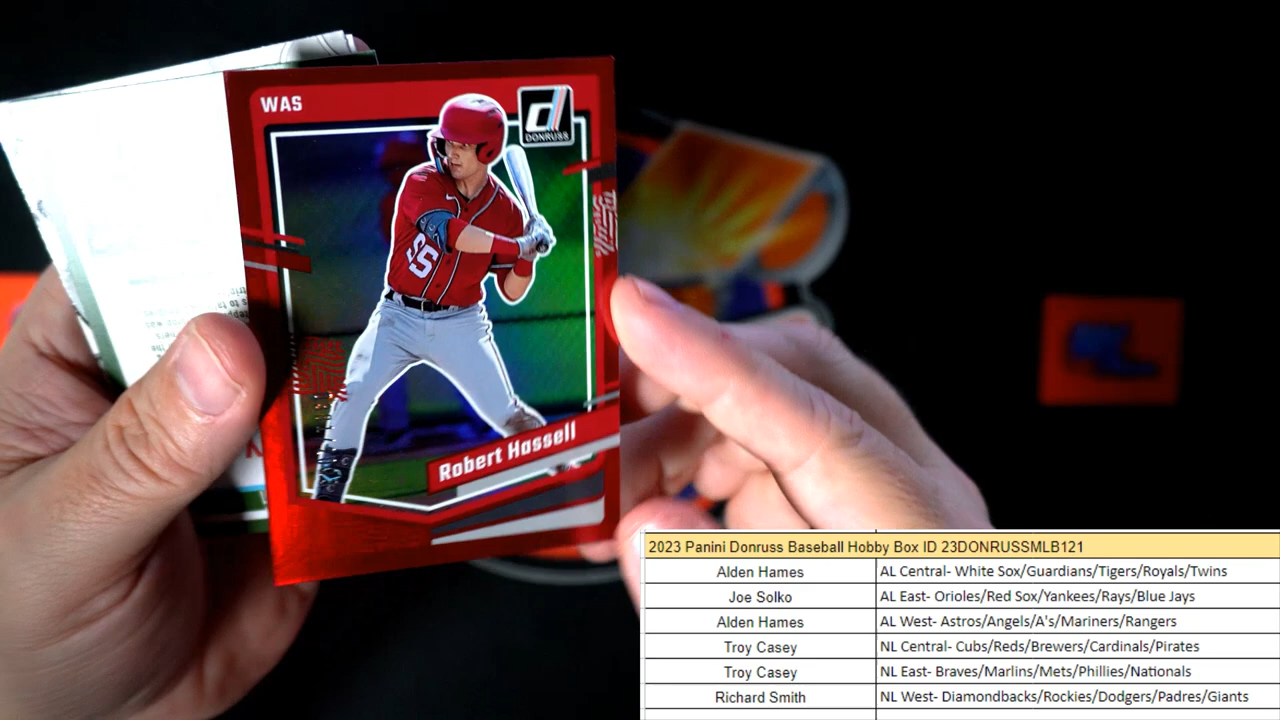 WAS
DONRUSS
55
Robert Hassell
2023 Panini Donruss Baseball Hobby Box ID 23DONRUSSMLB121
Alden Hames AL Central- White Sox/Guardians/Tigers/Royals/Twins
Joe Solko AL East- Orioles/Red Sox/Yankees/Rays/Blue Jays
Alden Hames AL West- Astros/Angels/A's/Mariners/Rangers
Troy Casey NL Central- Cubs/Reds/Brewers/Cardinals/Pirates
Troy Casey NL East- Braves/Marlins/Mets/Phillies/Nationals
Richard Smith NL West- Diamondbacks/Rockies/Dodgers/Padres/Giants